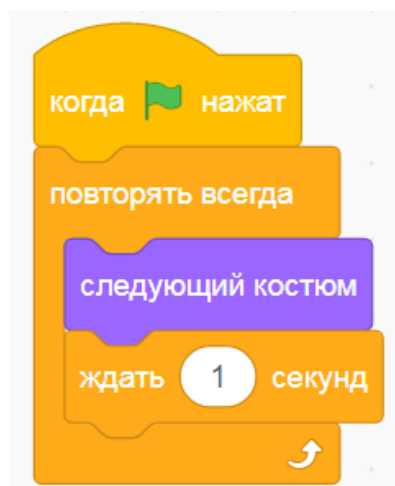 когда нажат
повторять всегда
следующий костюм
ждать 1 секунд